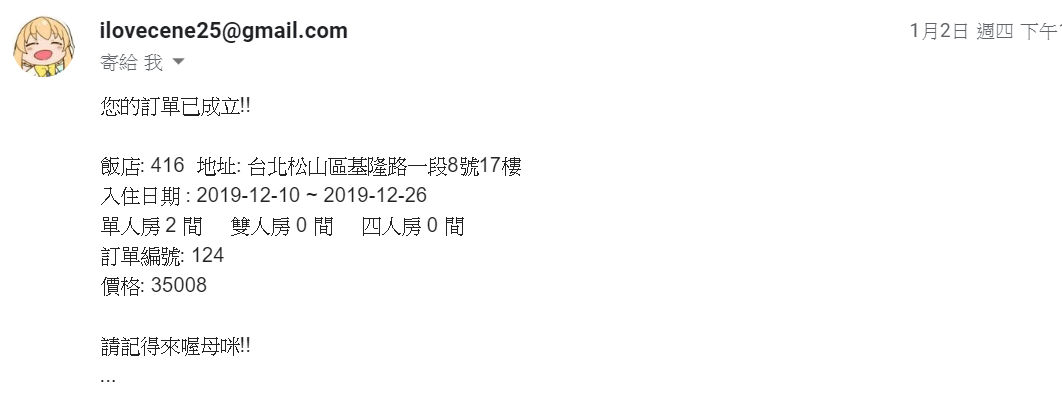 ilovecene25@gmail.com
1月2日 週四 下午
寄給 我
您的訂單已成立!!
飯店: 416 地址: 台北松山區基隆路一段8號17樓
入住日期 : 2019-12-10 ~ 2019-12-26
單人房 2 間 雙人房 0 間 四人房 0 間
訂單編號: 124
價格: 35008
請記得來喔母咪!!
...